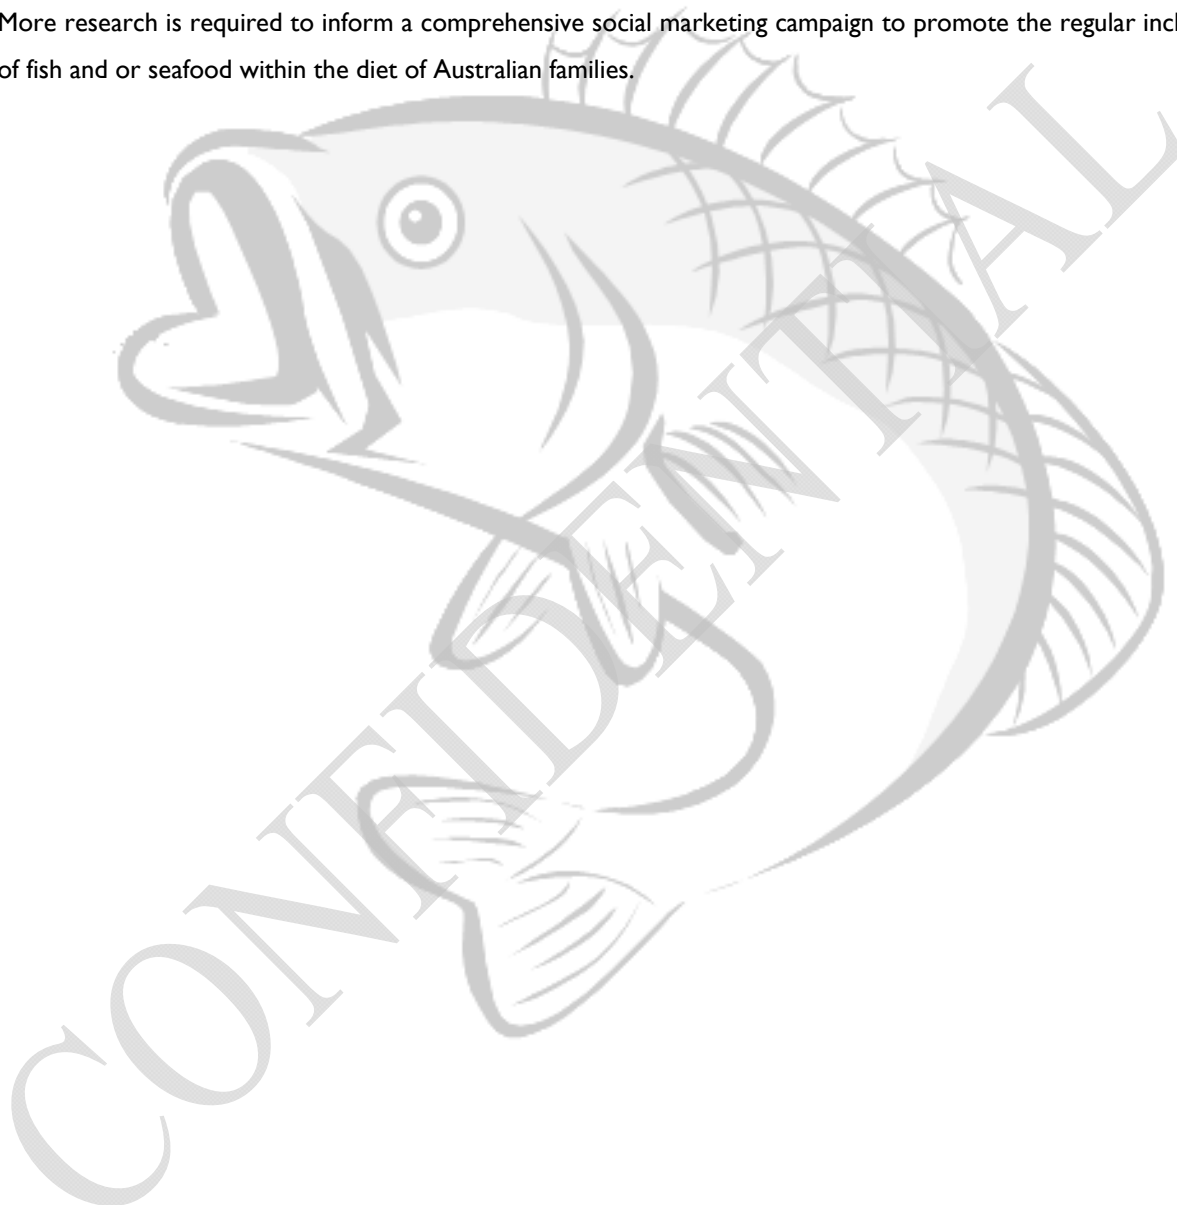 More research is required to inform a comprehensive social marketing campaign to promote the regular incl
of fish and or seafood within the diet of Australian families.
CONFIDENTIAL